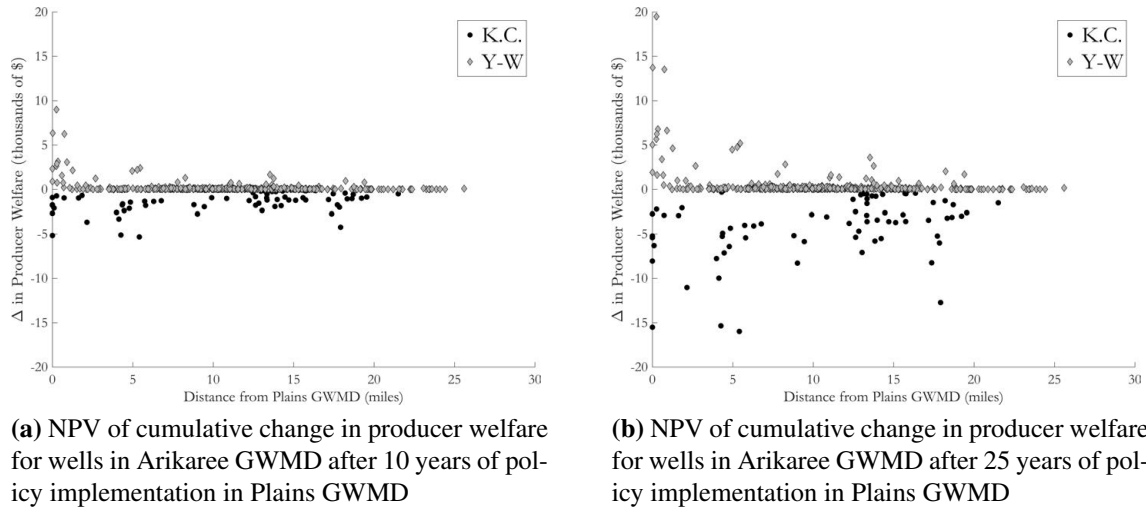 20
15
10
5
0
-5
-10
-15
-20
Δ in Producer Welfare (thousands of $)
K.C.
Y-W
0 5 10 15 20 25 30
Distance from Plains GWMD (miles)
(a) NPV of cumulative change in producer welfare
for wells in Arikaree GWMD after 10 years of pol-
icy implementation in Plains GWMD
20
15
10
5
0
-5
-10
-15
-20
Δ in Producer Welfare (thousands of $)
K.C.
Y-W
0 5 10 15 20 25 30
Distance from Plains GWMD (miles)
(b) NPV of cumulative change in producer welfare
for wells in Arikaree GWMD after 25 years of pol-
icy implementation in Plains GWMD